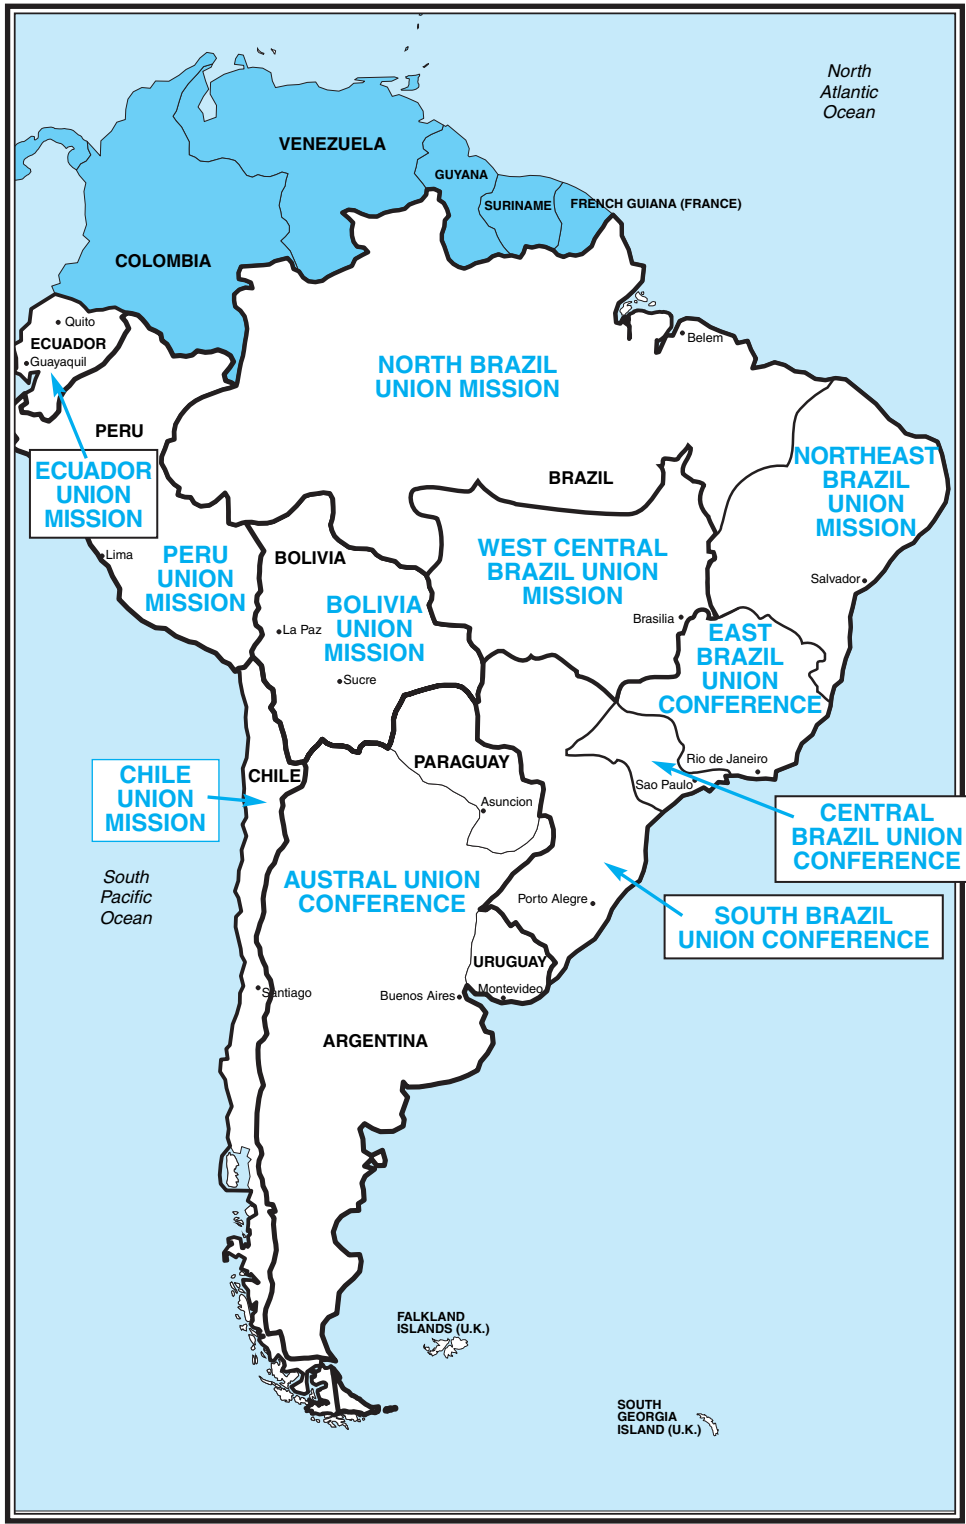 North
Atlantic
Ocean
VENEZUELA
GUYANA
SURINAME
FRENCH GUIANA (FRANCE)
COLOMBIA
Quito
ECUADOR
Guayaquil
Belem
NORTH BRAZIL
UNION MISSION
PERU
ECUADOR
UNION
MISSION
BRAZIL
NORTHEAST
BRAZIL
UNION
MISSION
Lima
PERU
UNION
MISSION
BOLIVIA
WEST CENTRAL
BRAZIL UNION
MISSION
Salvador
BOLIVIA
UNION
MISSION
La Paz
Sucre
Brasilia
EAST
BRAZIL
UNION
CONFERENCE
CHILE
UNION
MISSION
CHILE
PARAGUAY
Asuncion
Rio de Janeiro
Sao Paulo
CENTRAL
BRAZIL UNION
CONFERENCE
South
Pacific
Ocean
AUSTRAL UNION
CONFERENCE
Porto Alegre
SOUTH BRAZIL
UNION CONFERENCE
URUGUAY
Santiago
Buenos Aires
Montevideo
ARGENTINA
FALKLAND
ISLANDS (U.K.)
SOUTH
GEORGIA
ISLAND (U.K.)